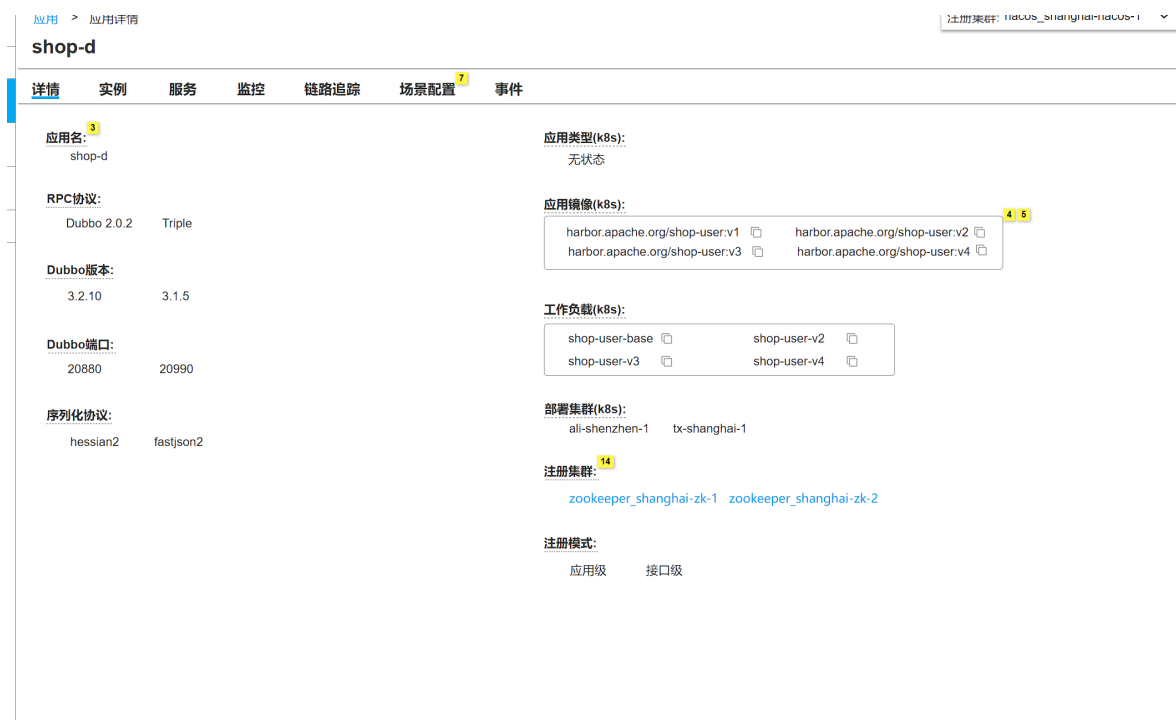 应用 > 应用详情
注册集群: nacos_shanghai-nacos-1
shop-d
详情 实例 服务 监控 链路追踪 场景配置 7 事件
应用名: 3
shop-d
RPC协议:
Dubbo 2.0.2 Triple
Dubbo版本:
3.2.10 3.1.5
Dubbo端口:
20880 20990
序列化协议:
hessian2 fastjson2
应用类型(k8s):
无状态
应用镜像(k8s):
4 5
harbor.apache.org/shop-user:v1 harbor.apache.org/shop-user:v2
harbor.apache.org/shop-user:v3 harbor.apache.org/shop-user:v4
工作负载(k8s):
shop-user-base shop-user-v2
shop-user-v3 shop-user-v4
部署集群(k8s):
ali-shenzhen-1 tx-shanghai-1
注册集群: 14
zookeeper_shanghai-zk-1 zookeeper_shanghai-zk-2
注册模式:
应用级 接口级